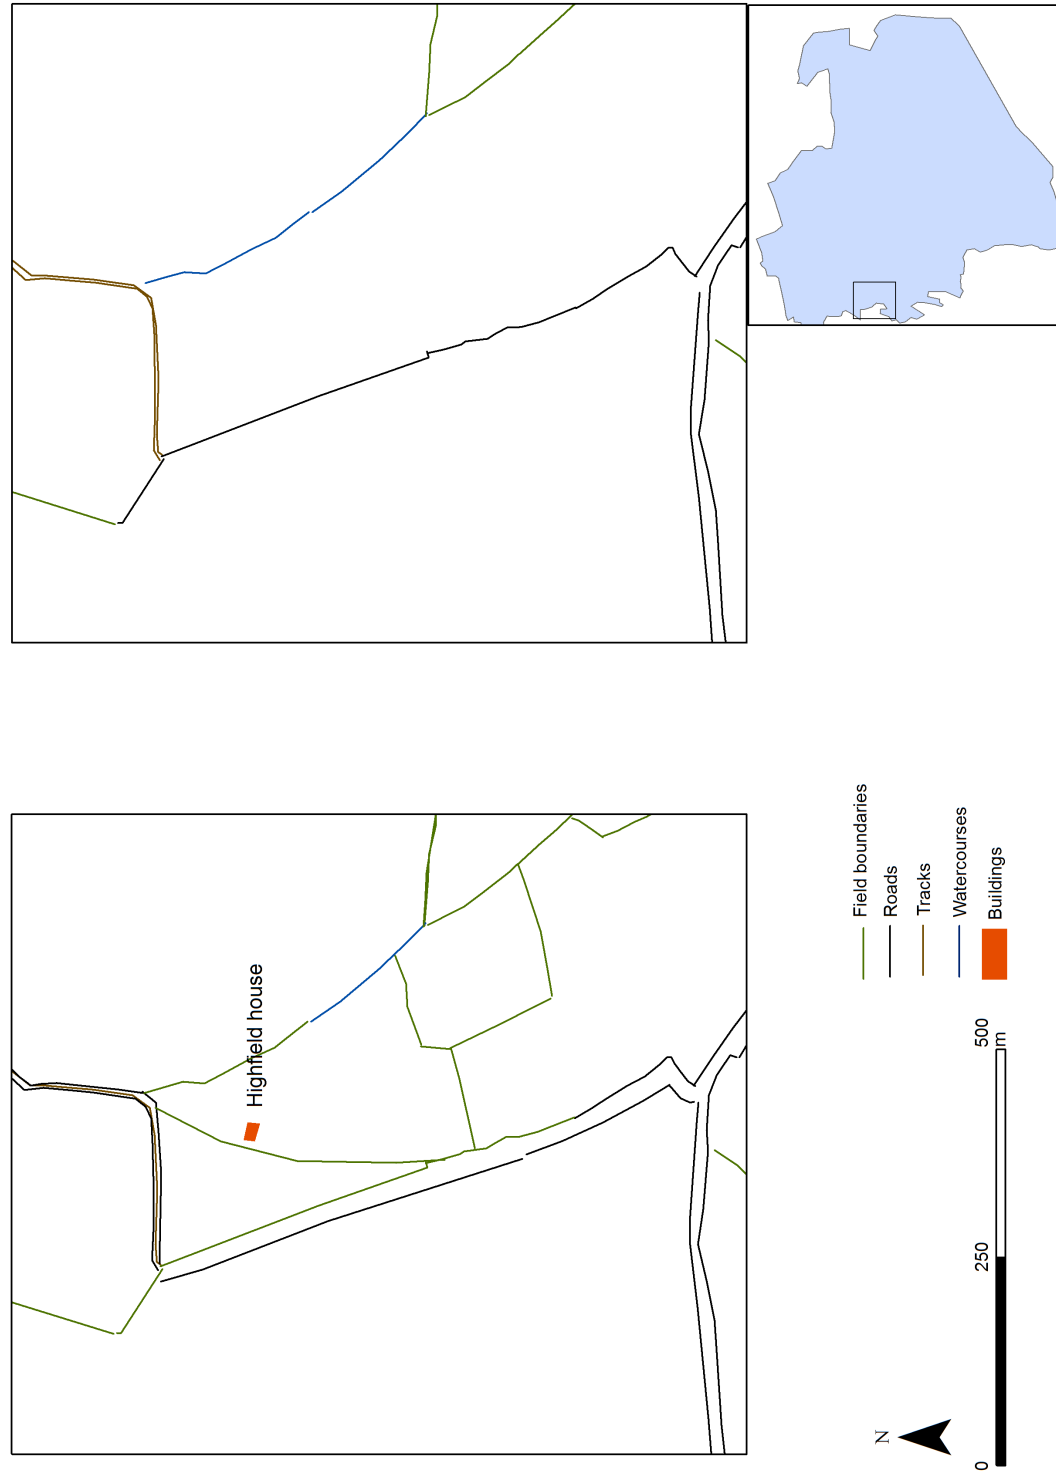 Highfield house
N
0
250
500
m
Field boundaries
Roads
Tracks
Watercourses
Buildings